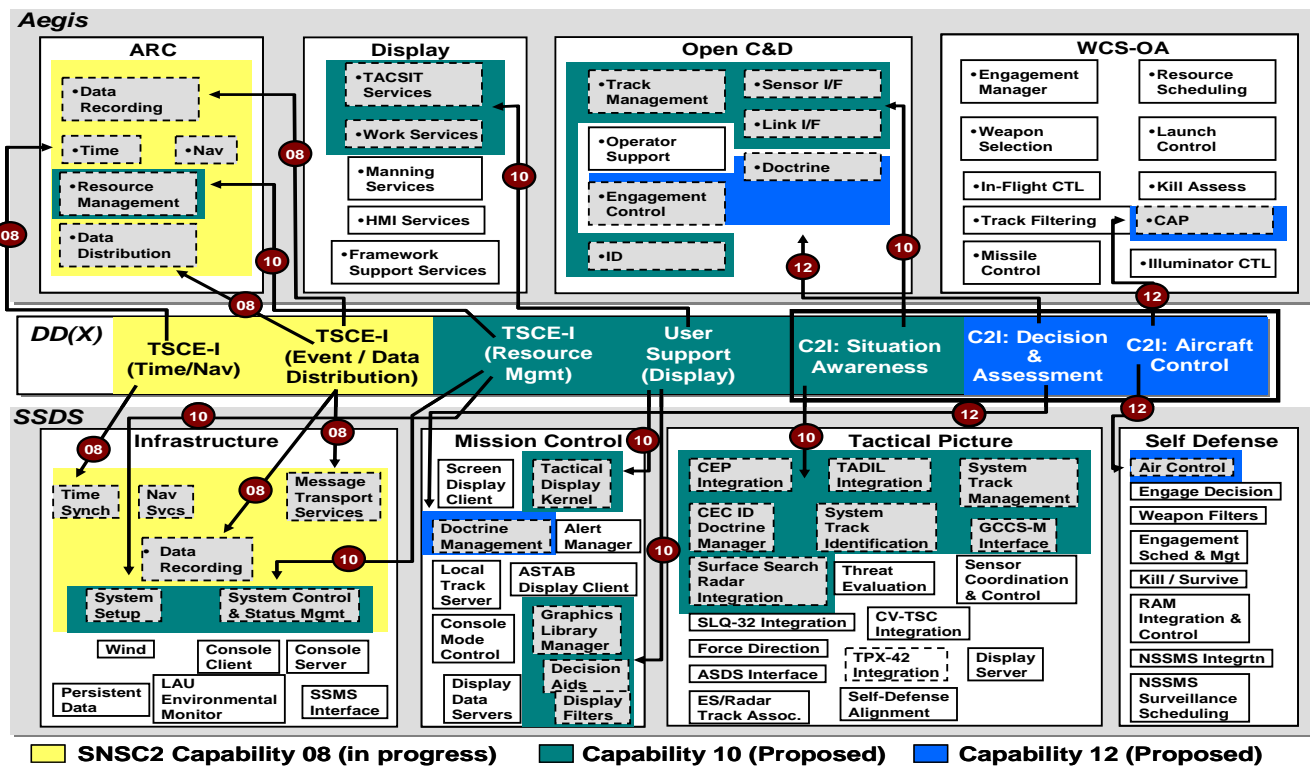 Aegis
ARC
•Data
Recording
•Time
•Nav
•Resource
Management
•Data
Distribution
Display
•TACSIT
Services
•Work Services
•Manning
Services
•HMI Services
•Framework
Support Services
Open C&D
•Track
Management
•Operator
Support
•Engagement
Control
•ID
•Sensor I/F
•Link I/F
•Doctrine
WCS-OA
•Engagement
Manager
•Weapon
Selection
•In-Flight CTL
•Track Filtering
•Missile
Control
•Resource
Scheduling
•Launch
Control
•Kill Assess
•CAP
•Illuminator CTL
08
08
10
08
10
12
10
12
DD(X)
TSCE-I
(Time/Nav)
TSCE-I
(Event / Data
Distribution)
TSCE-I
(Resource
Mgmt)
User
Support
(Display)
C2I: Situation
Awareness
C2I: Decision
&
Assessment
C2I: Aircraft
Control
SSDS
10
08
08
08
10
10
10
12
10
12
Infrastructure
Time
Synch
Nav
Svcs
Message
Transport
Services
• Data
Recording
System
Setup
System Control
& Status Mgmt
Wind
Console
Client
Console
Server
Persistent
Data
LAU
Environmental
Monitor
SSMS
Interface
Mission Control
Screen
Display
Client
Tactical
Display
Kernel
Doctrine
Management
Alert
Manager
Local
Track
Server
ASTAB
Display Client
Console
Mode
Control
Graphics
Library
Manager
Decision
Aids
Display
Data
Servers
Display
Filters
Tactical Picture
CEP
Integration
TADIL
Integration
System
Track
Management
CEC ID
Doctrine
Manager
System
Track
Identification
GCCS-M
Interface
Surface Search
Radar
Integration
Threat
Evaluation
Sensor
Coordination
& Control
SLQ-32 Integration
CV-TSC
Integration
Force Direction
TPX-42
Integration
Display
Server
ASDS Interface
ES/Radar
Track Assoc.
Self-Defense
Alignment
Self Defense
Air Control
Engage Decision
Weapon Filters
Engagement
Sched & Mgt
Kill / Survive
RAM
Integration &
Control
NSSMS Integrtn
NSSMS
Surveillance
Scheduling
SNSC2 Capability 08 (in progress)
Capability 10 (Proposed)
Capability 12 (Proposed)